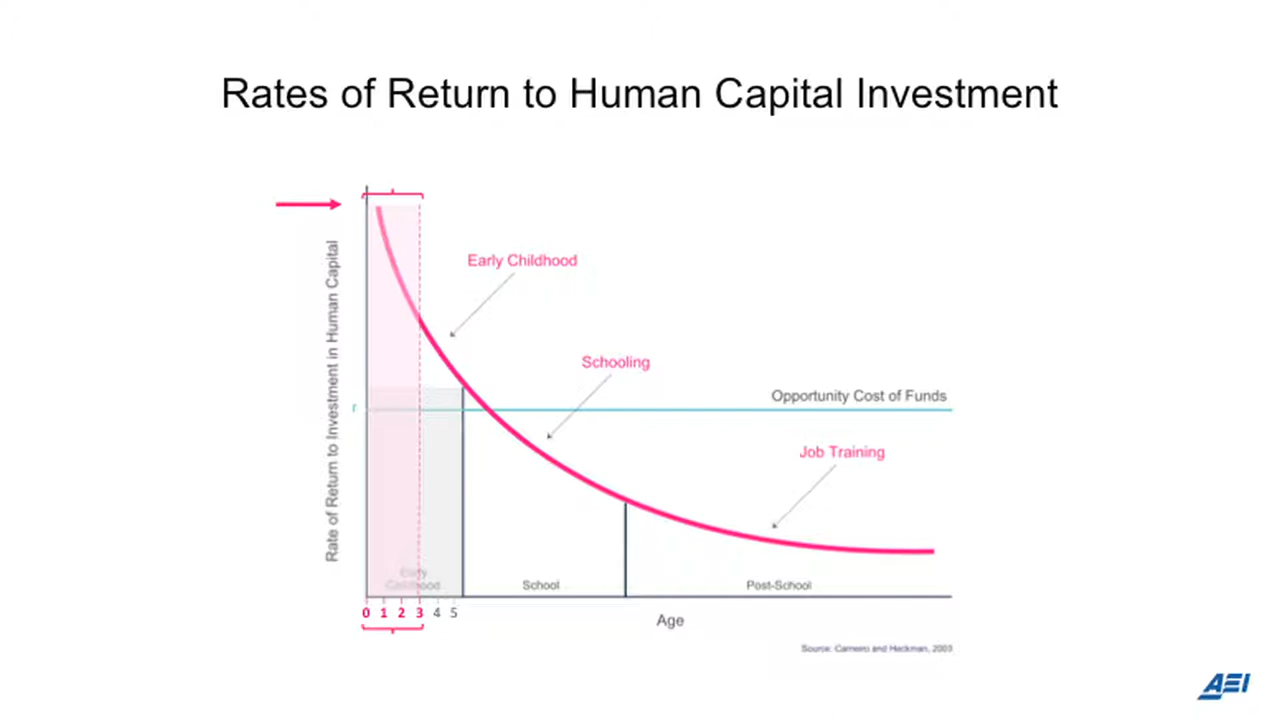 Rates of Return to Human Capital Investment
Rate of Return to Investment in Human Capital
Early Childhood
Schooling
Opportunity Cost of Funds
r
Job Training
Early
Childhood
School
Post-School
0 1 2 3 4 5
Age
Source: Carneiro and Heckman, 2003
AEI